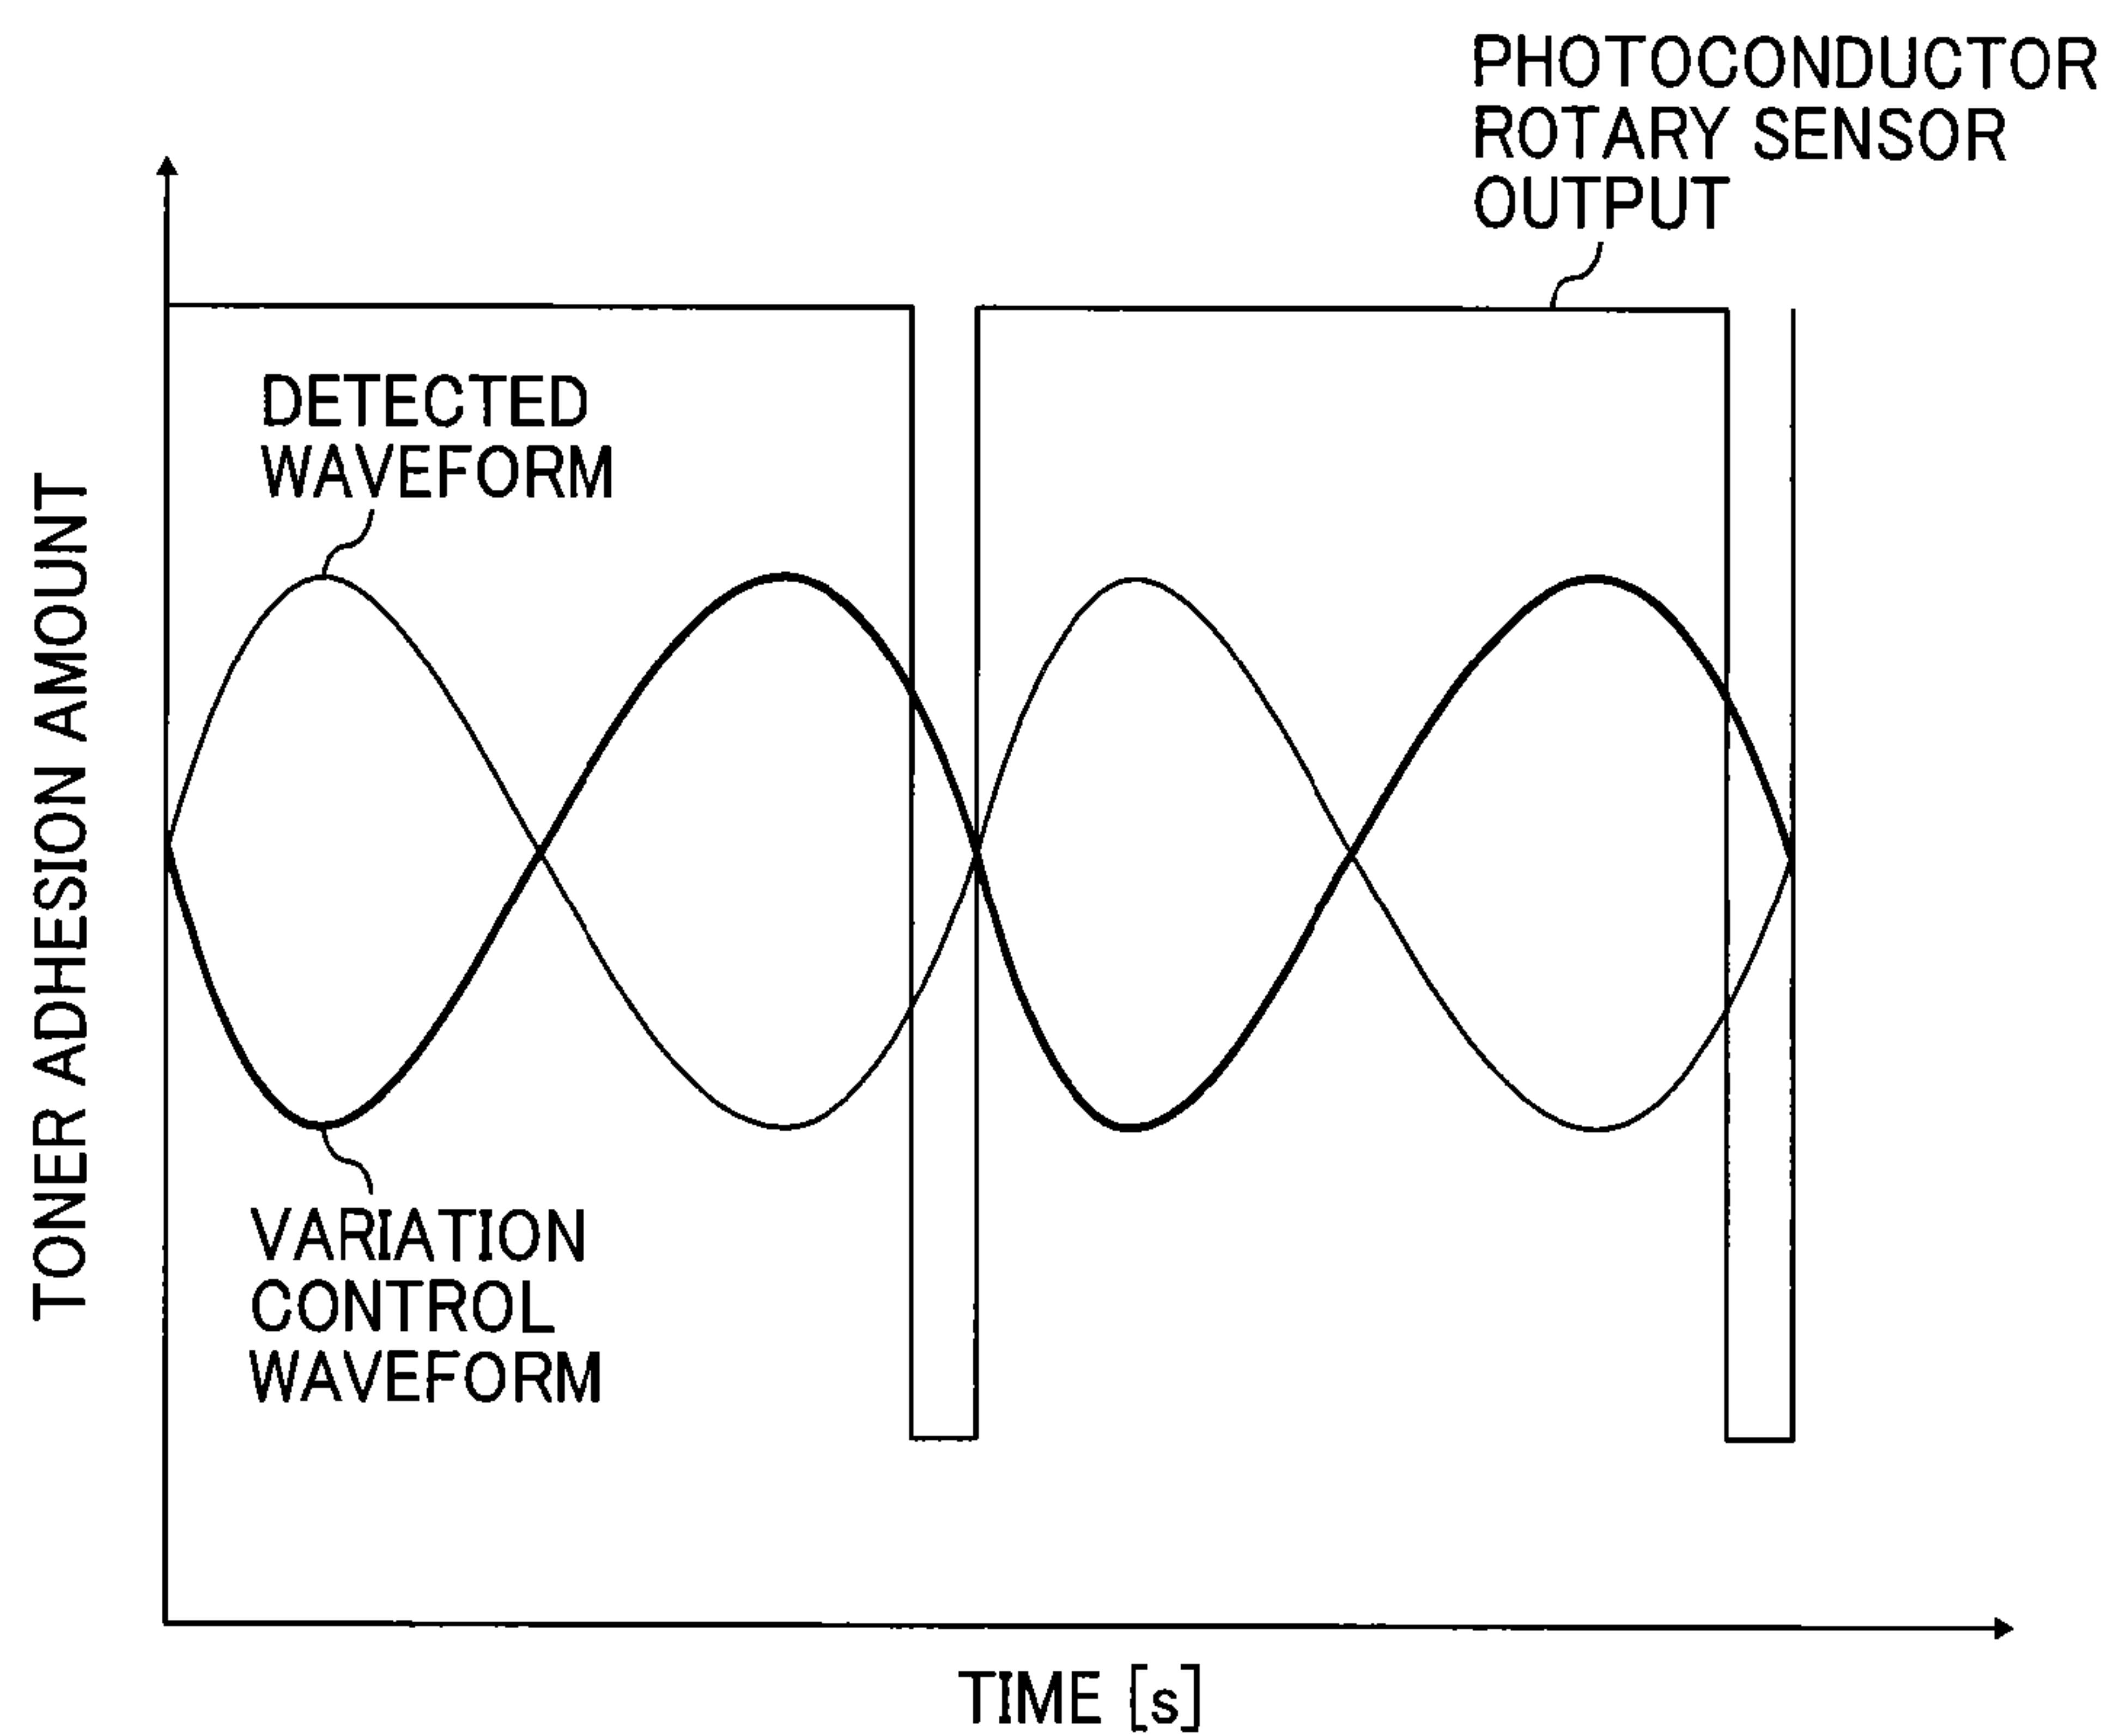 PHOTOCONDUCTOR
ROTARY SENSOR
OUTPUT
DETECTED
WAVEFORM
TONER ADHESION AMOUNT
VARIATION
CONTROL
WAVEFORM
TIME [s]